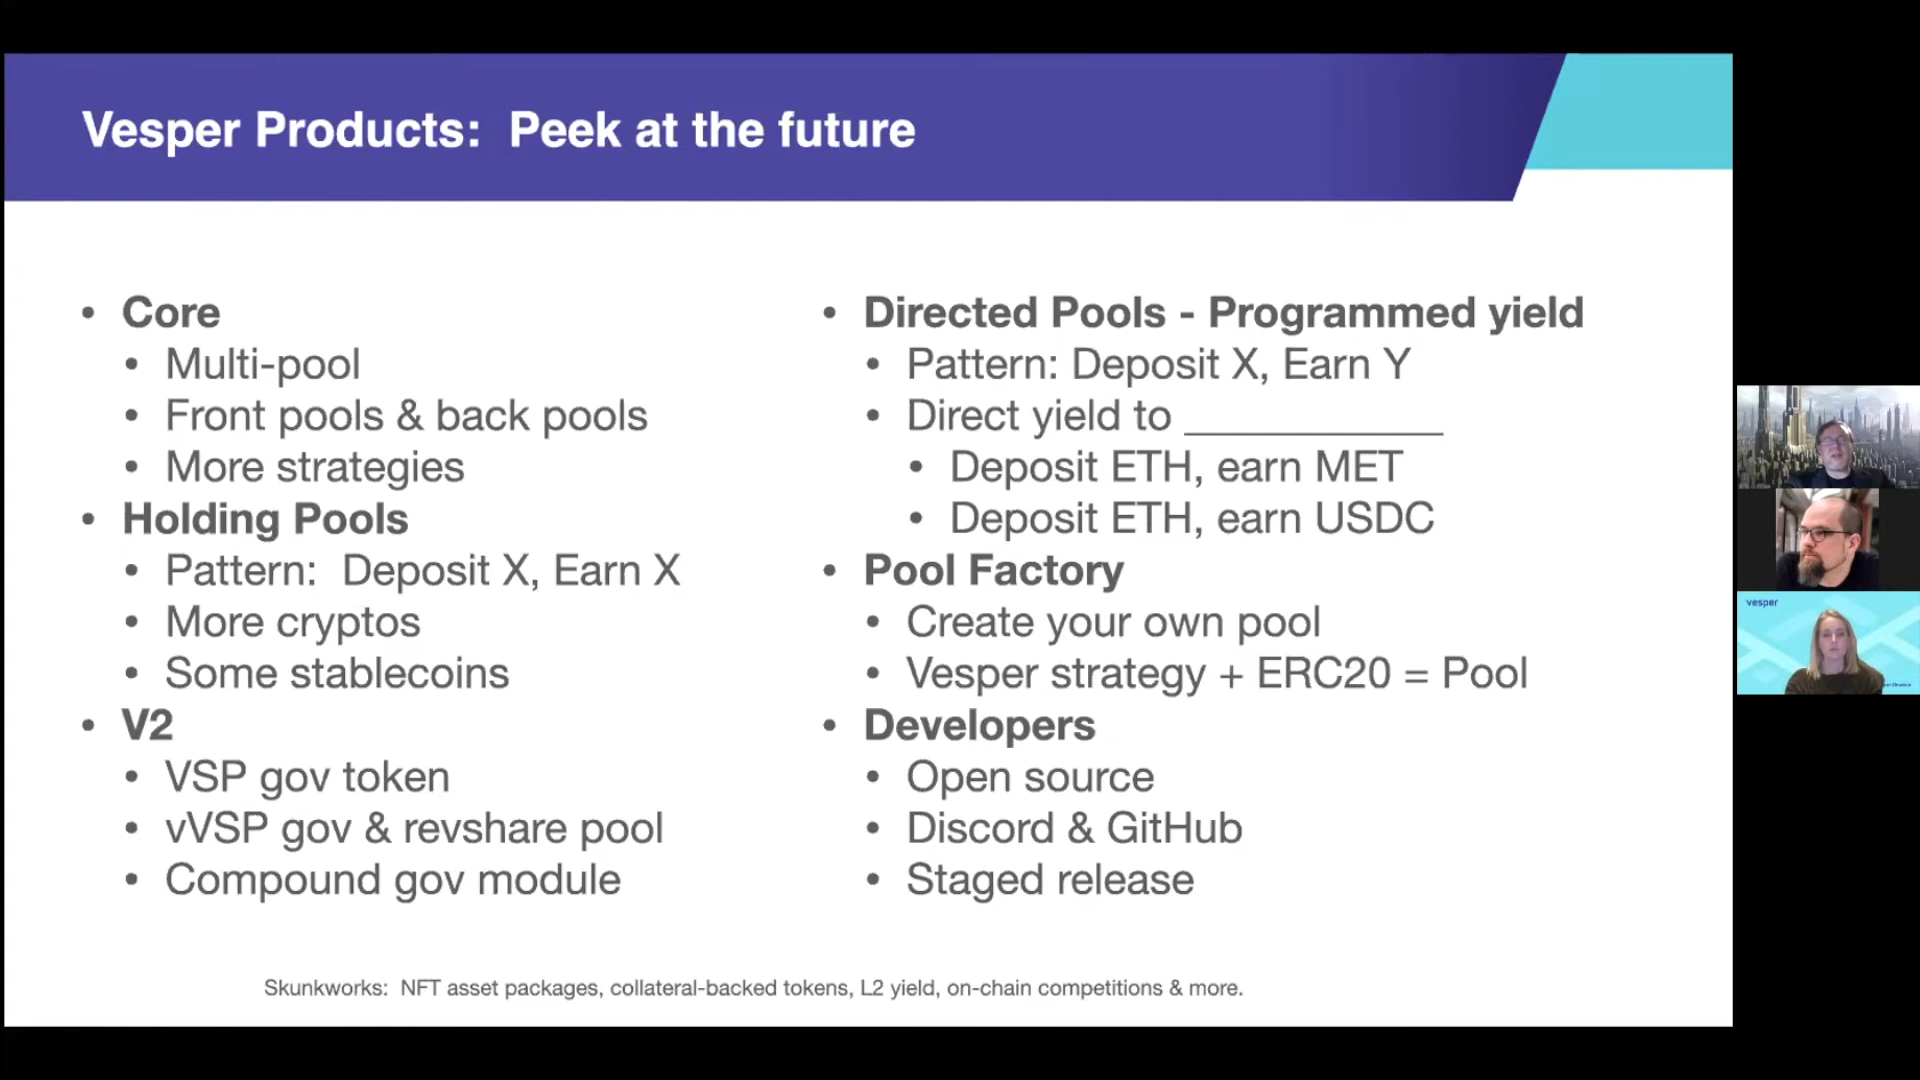 Vesper Products: Peek at the future
• Core
• Multi-pool
• Front pools & back pools
• More strategies
• Holding Pools
• Pattern: Deposit X, Earn X
• More cryptos
• Some stablecoins
• V2
• VSP gov token
• vVSP gov & revshare pool
• Compound gov module
• Directed Pools - Programmed yield
• Pattern: Deposit X, Earn Y
• Direct yield to ___________
• Deposit ETH, earn MET
• Deposit ETH, earn USDC
• Pool Factory
• Create your own pool
• Vesper strategy + ERC20 = Pool
• Developers
• Open source
• Discord & GitHub
• Staged release
Skunkworks: NFT asset packages, collateral-backed tokens, L2 yield, on-chain competitions & more.
vesper